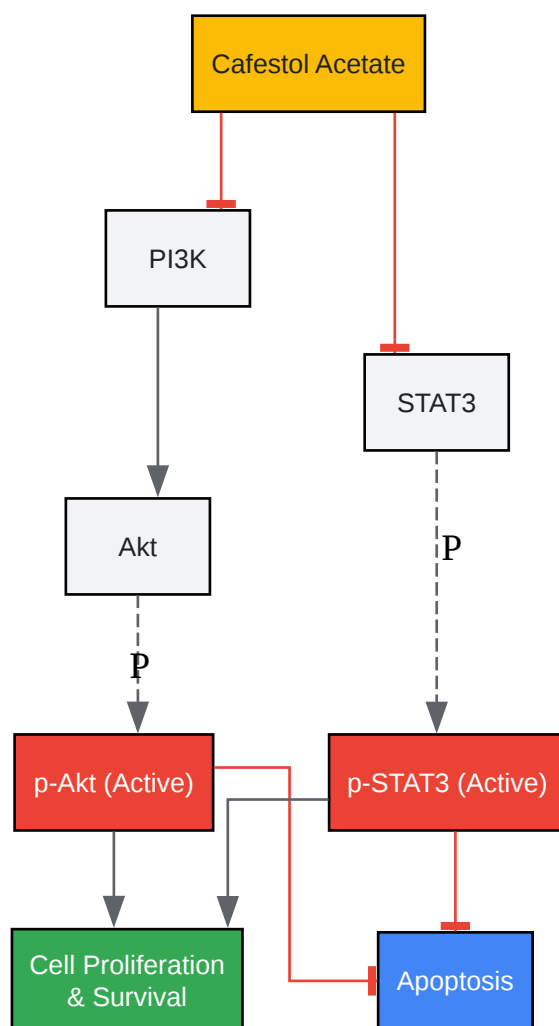 Cafestol Acetate
PI3K
STAT3
Akt
P
P
p-Akt (Active)
p-STAT3 (Active)
Cell Proliferation
& Survival
Apoptosis